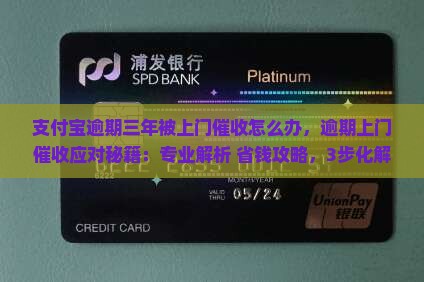 浦发银行
SPD BANK
Platinum
支付宝逾期三年被上门催收怎么办，逾期上门
催收应对秘籍：专业解析 省钱攻略，3步化解
MONTH/YEAR
VALID THRU 05/24
UnionPay
银联
CREDIT CARD